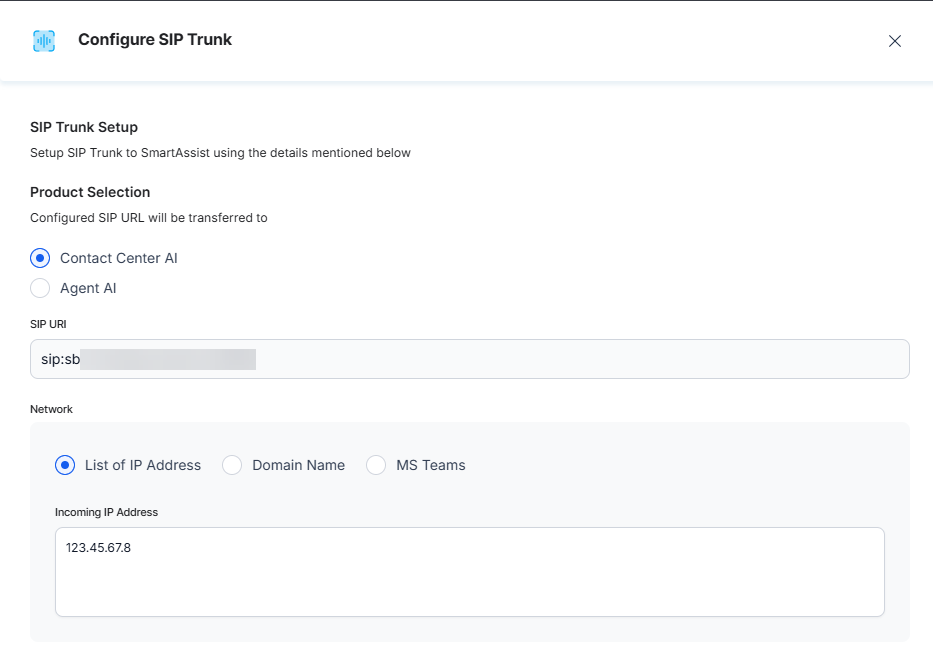 Configure SIP Trunk
SIP Trunk Setup
Setup SIP Trunk to SmartAssist using the details mentioned below
Product Selection
Configured SIP URL will be transferred to
Contact Center AI
Agent AI
SIP URI
sip:sb
Network
List of IP Address Domain Name MS Teams
Incoming IP Address
123.45.67.8